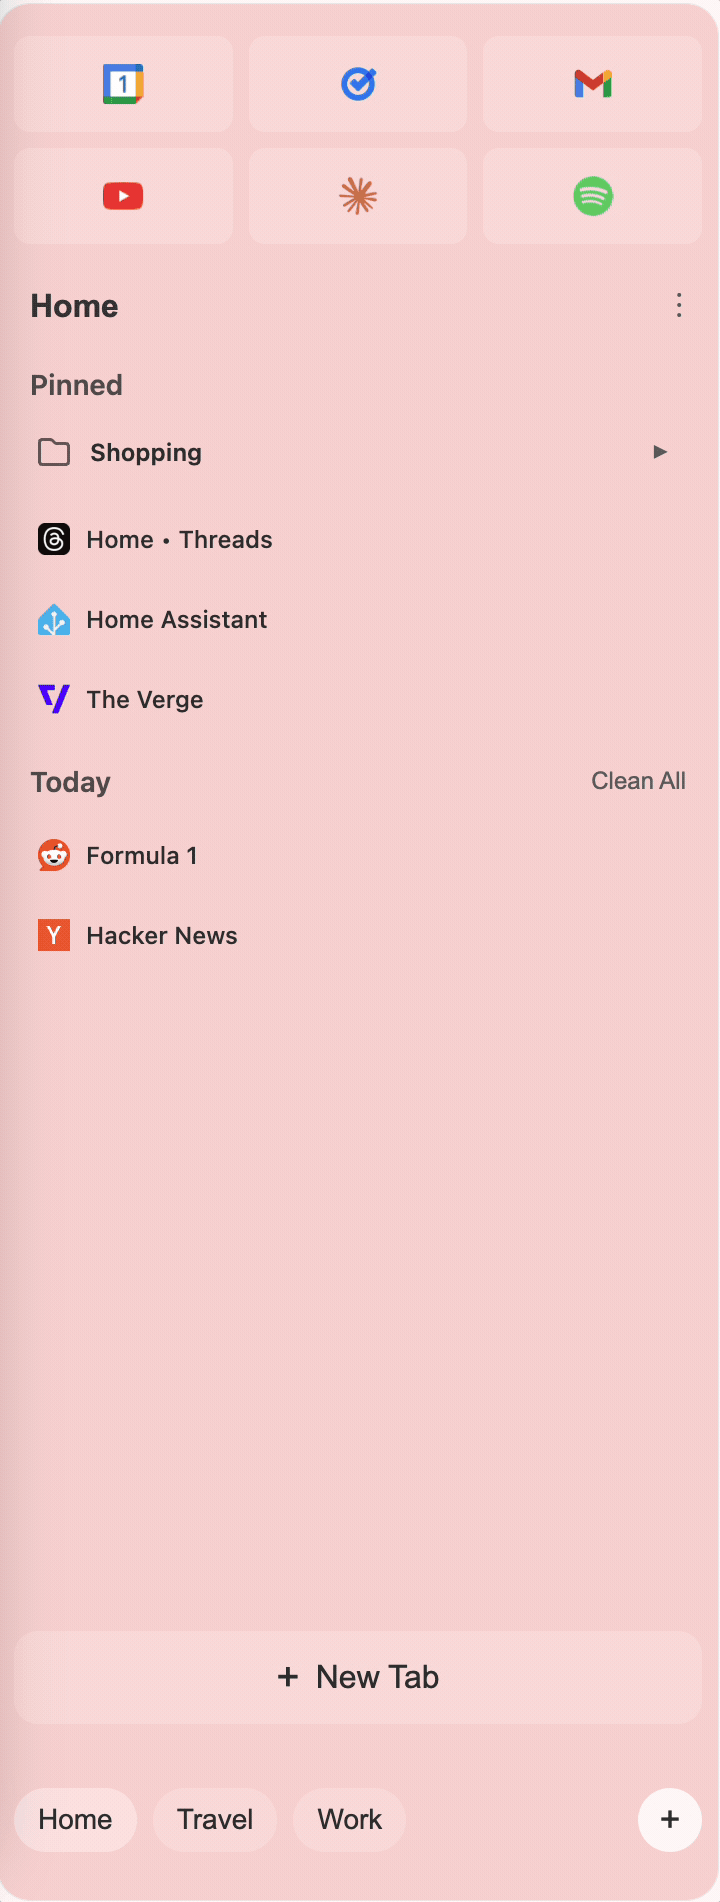 1
Home
Pinned
Shopping
Home • Threads
Home Assistant
The Verge
Today Clean All
Formula 1
Y Hacker News
+ New Tab
Home Travel Work +